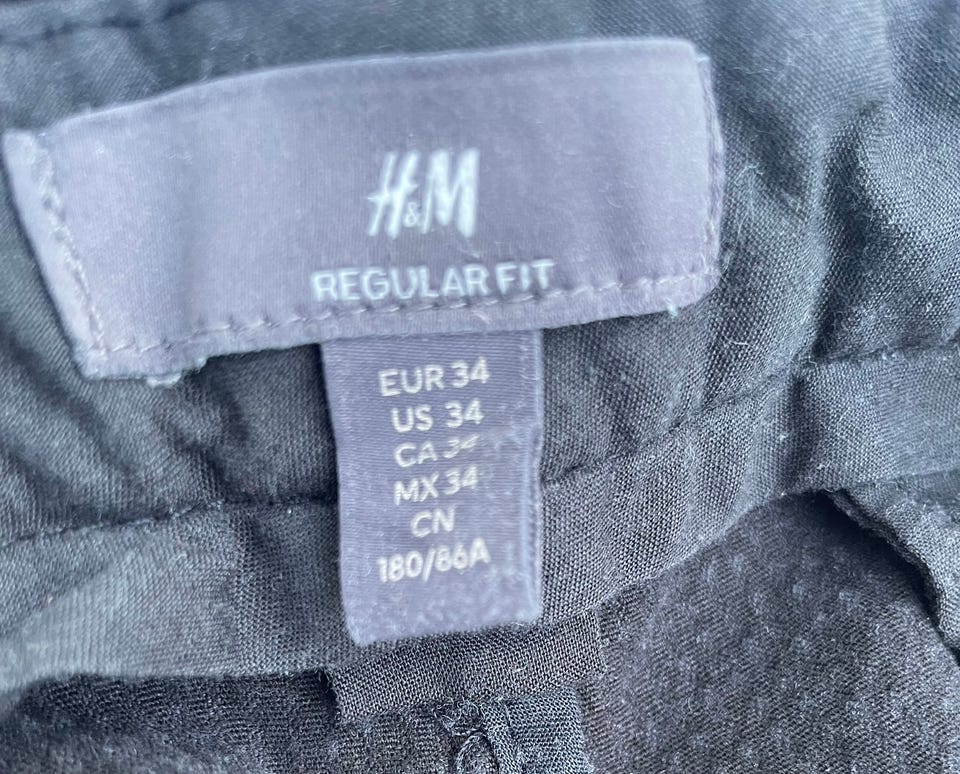 H&M
REGULAR FIT
EUR 34
US 34
CA 34
MX 34
CN
180/86A